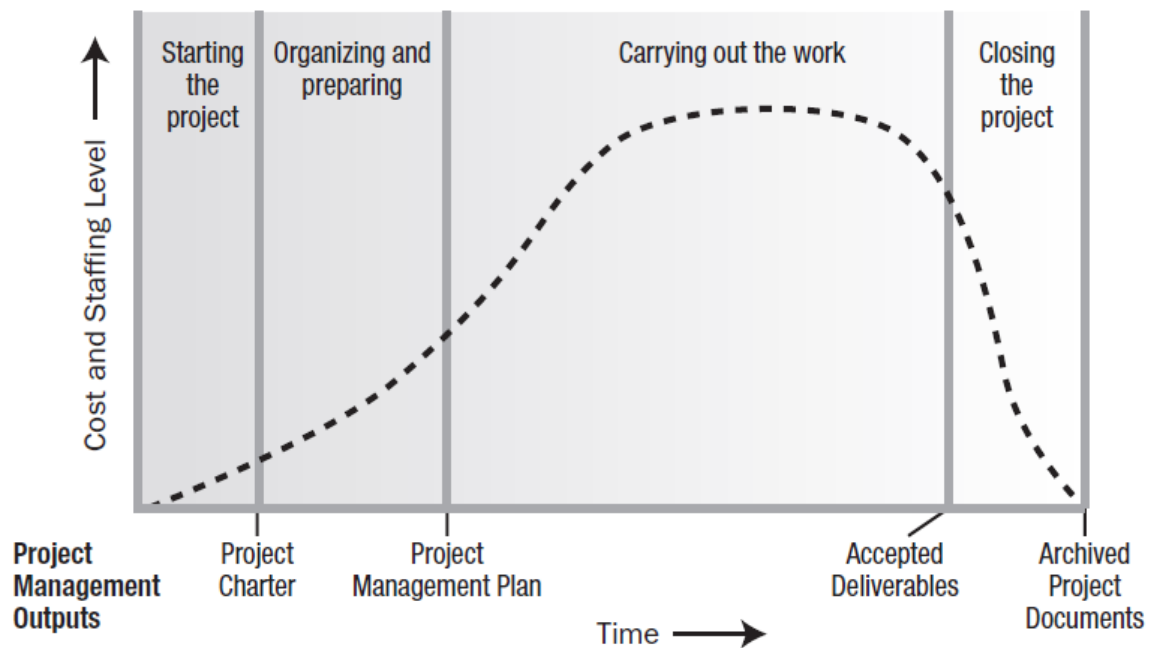 Starting
the
project
Organizing and
preparing
Carrying out the work
Closing
the
project
Cost and Staffing Level
Project
Management
Outputs
Project
Charter
Project
Management Plan
Accepted
Deliverables
Archived
Project
Documents
Time